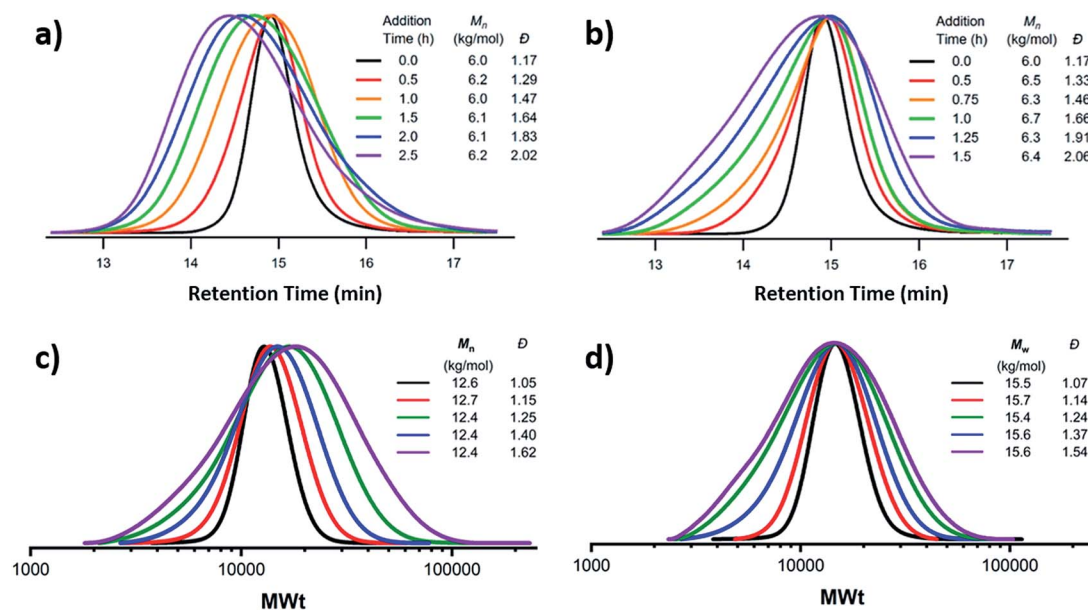 a)
Addition Mn Đ
Time (h) (kg/mol)
0.0 6.0 1.17
0.5 6.2 1.29
1.0 6.0 1.47
1.5 6.1 1.64
2.0 6.1 1.83
2.5 6.2 2.02
13 14 15 16 17
Retention Time (min)
b)
Addition Mn Đ
Time (h) (kg/mol)
0.0 6.0 1.17
0.5 6.5 1.33
0.75 6.3 1.46
1.0 6.7 1.66
1.25 6.3 1.91
1.5 6.4 2.06
13 14 15 16 17
Retention Time (min)
c)
Mn Đ
(kg/mol)
12.6 1.05
12.7 1.15
12.4 1.25
12.4 1.40
12.4 1.62
1000 10000 100000
MWt
d)
Mw Đ
(kg/mol)
15.5 1.07
15.7 1.14
15.4 1.24
15.6 1.37
15.6 1.54
1000 10000 100000
MWt